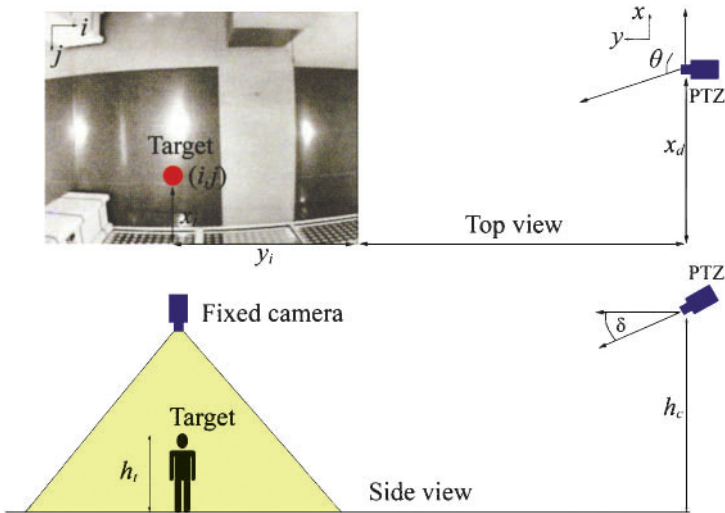 i
j
x
y
θ
PTZ
Target
(i,j)
x_d
x_i
Top view
y_i
PTZ
Fixed camera
δ
Target
h_c
h_t
Side view